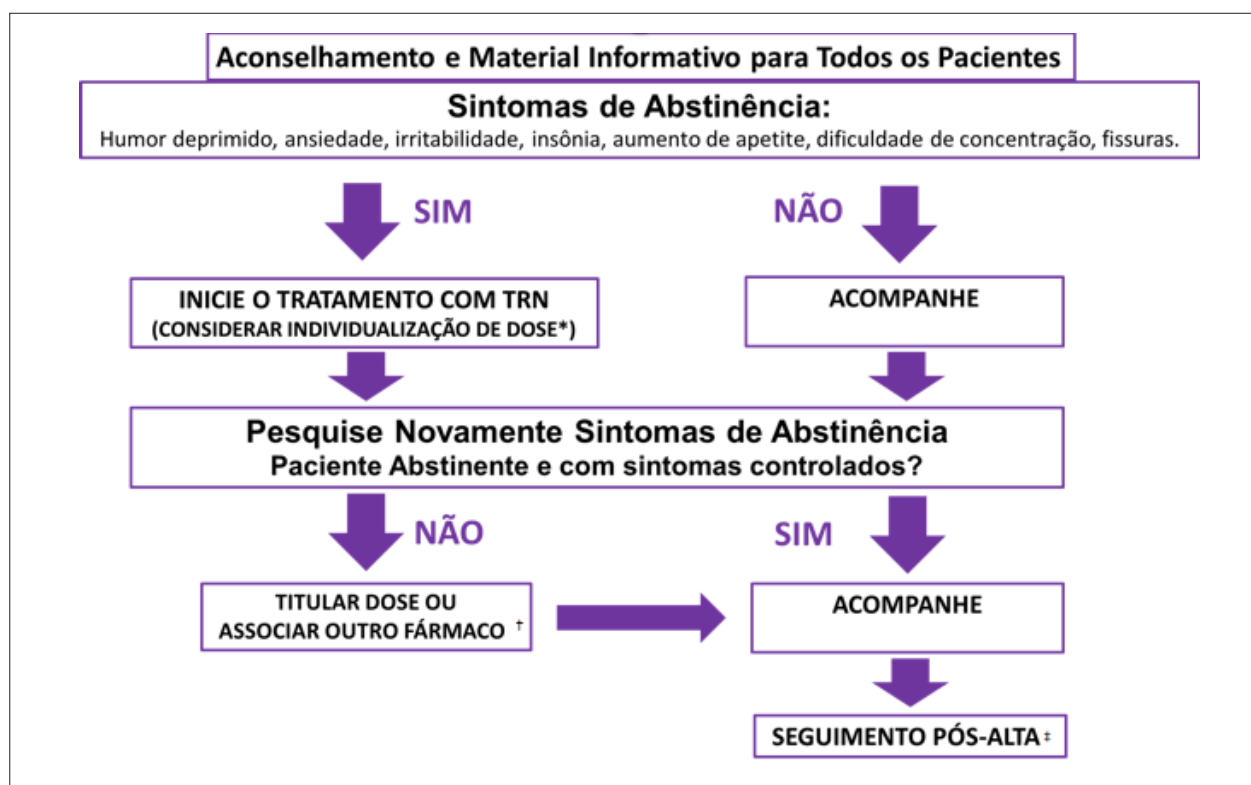 Aconselhamento e Material Informativo para Todos os Pacientes
Sintomas de Abstinência:
Humor deprimido, ansiedade, irritabilidade, insônia, aumento de apetite, dificuldade de concentração, fissuras.
SIM
NÃO
INICIE O TRATAMENTO COM TRN
(CONSIDERAR INDIVIDUALIZAÇÃO DE DOSE*)
ACOMPANHE
Pesquise Novamente Sintomas de Abstinência
Paciente Abstinente e com sintomas controlados?
NÃO
SIM
TITULAR DOSE OU
ASSOCIAR OUTRO FÁRMACO †
ACOMPANHE
SEGUIMENTO PÓS-ALTA‡